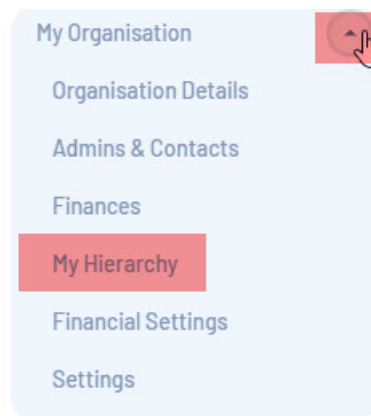 My Organisation
Organisation Details
Admins & Contacts
Finances
My Hierarchy
Financial Settings
Settings